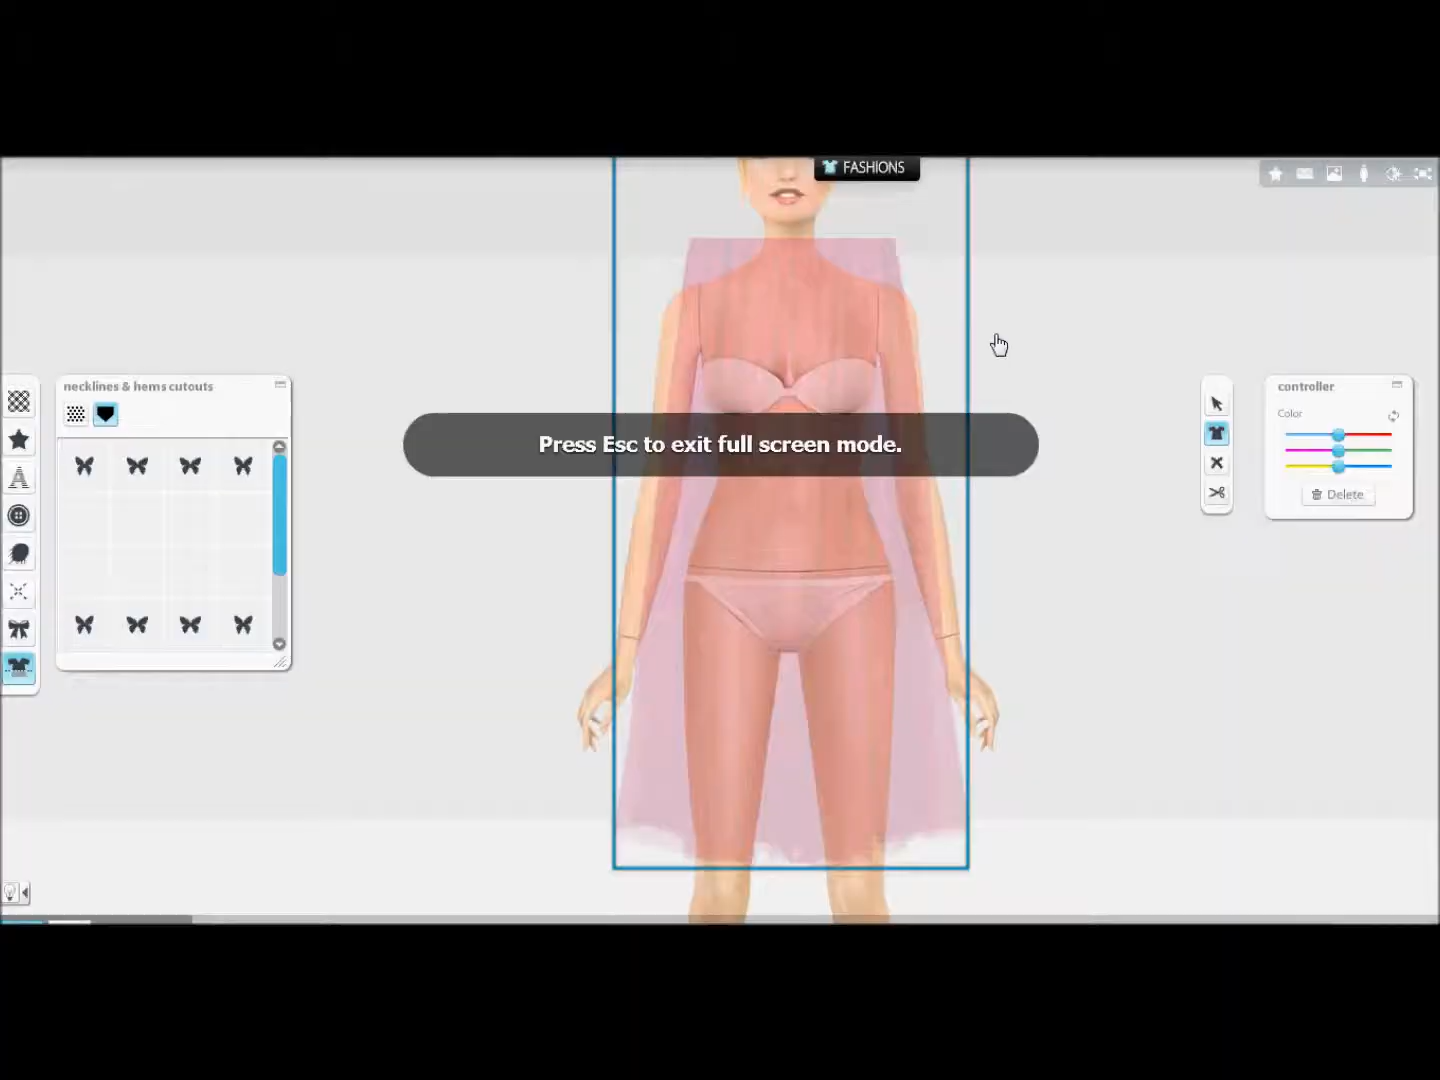 FASHIONS
necklines & hems cutouts
controller
Color
Press Esc to exit full screen mode.
Delete